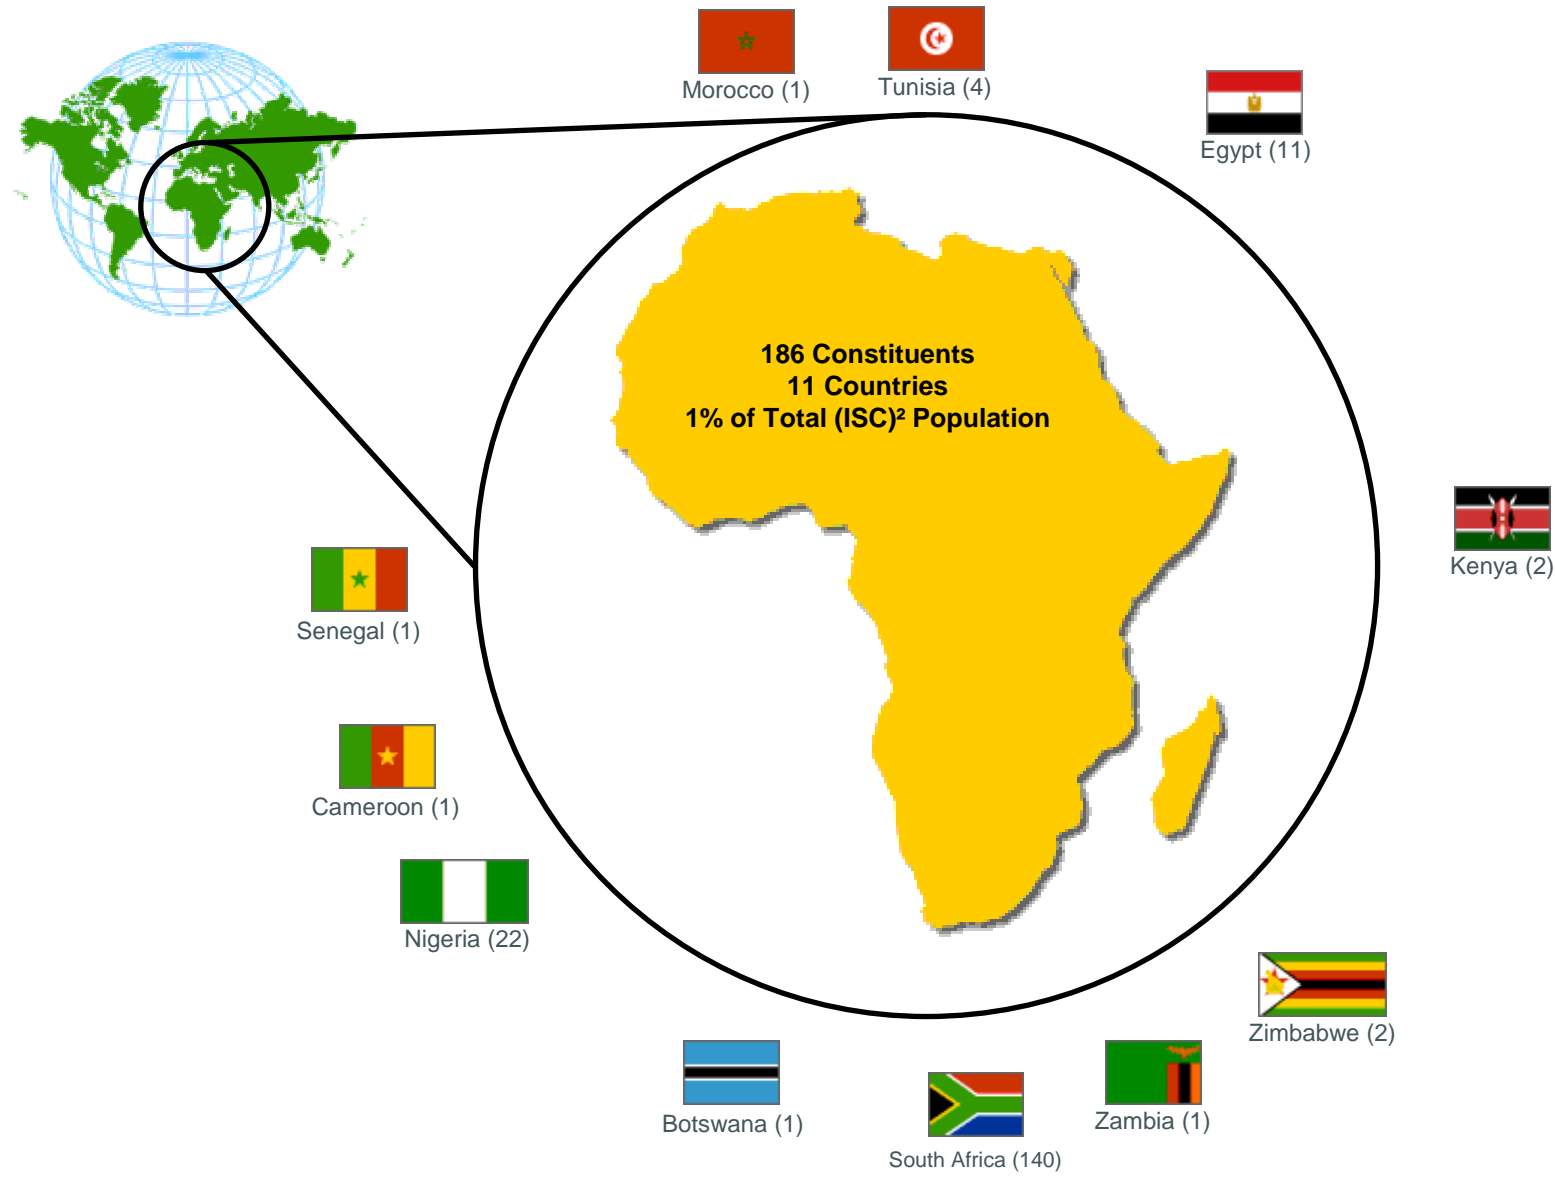 Morocco (1)
Tunisia (4)
Egypt (11)
186 Constituents
11 Countries
1% of Total (ISC)² Population
Kenya (2)
Senegal (1)
Cameroon (1)
Nigeria (22)
Zimbabwe (2)
Botswana (1)
Zambia (1)
South Africa (140)